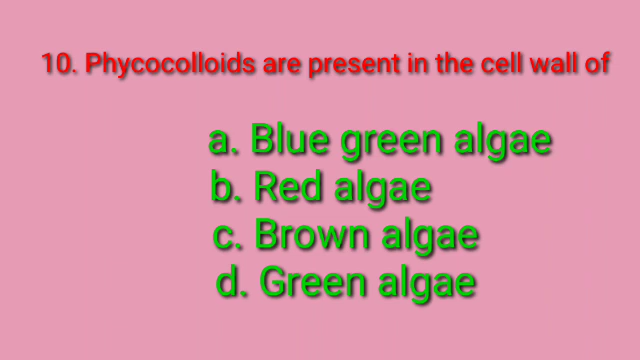 10. Phycocolloids are present in the cell wall of
a. Blue green algae
b. Red algae
c. Brown algae
d. Green algae